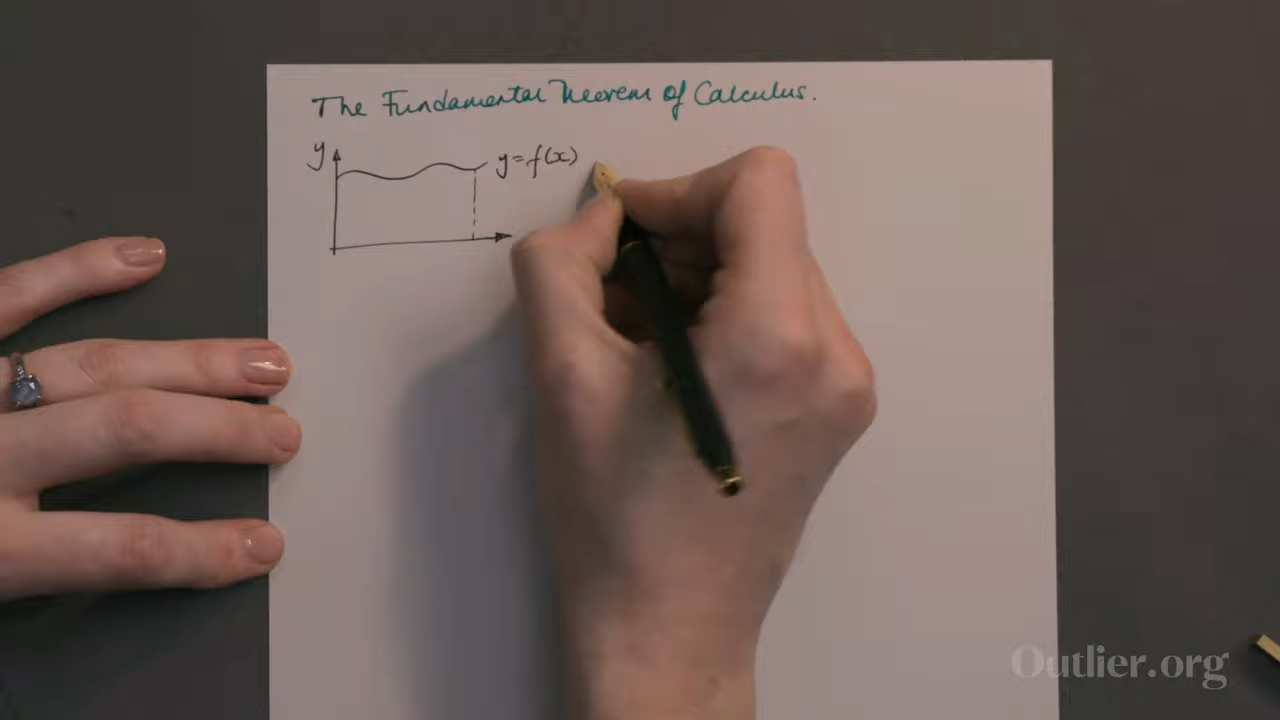 The Fundamental Theorem of Calculus.
y
y=f(x)
Outlier.org